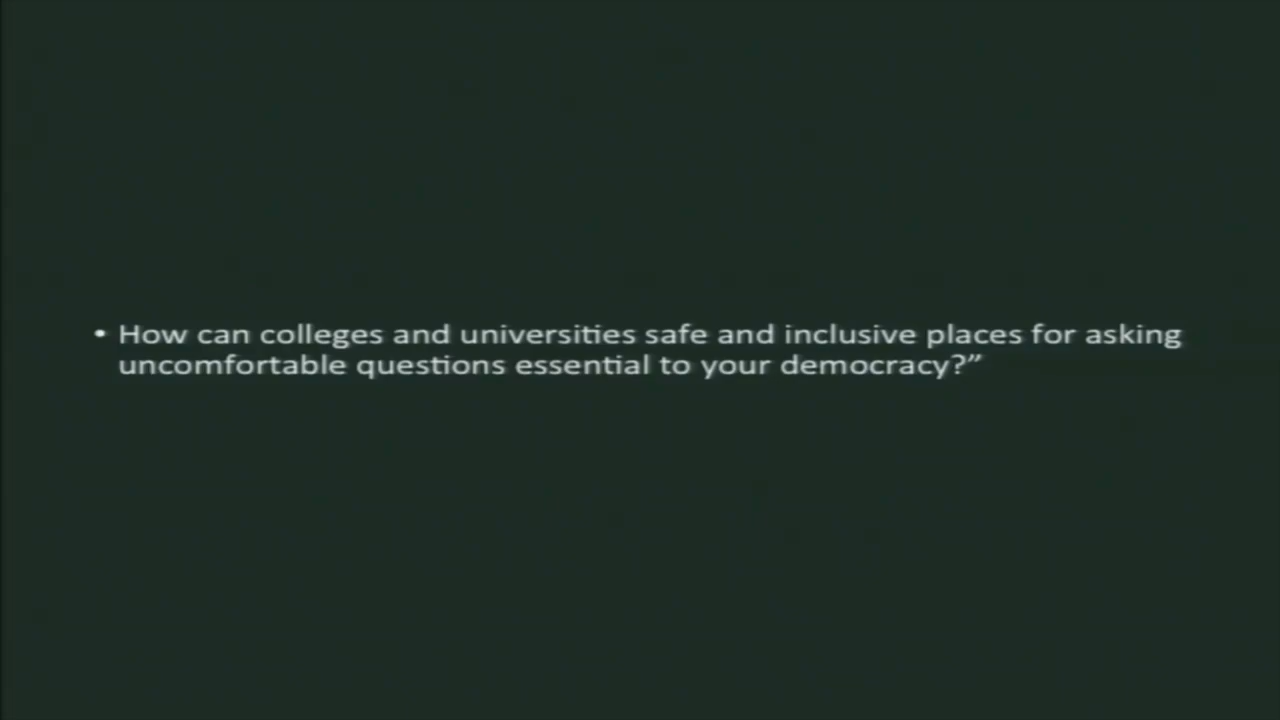 • How can colleges and universities safe and inclusive places for asking
uncomfortable questions essential to your democracy?”